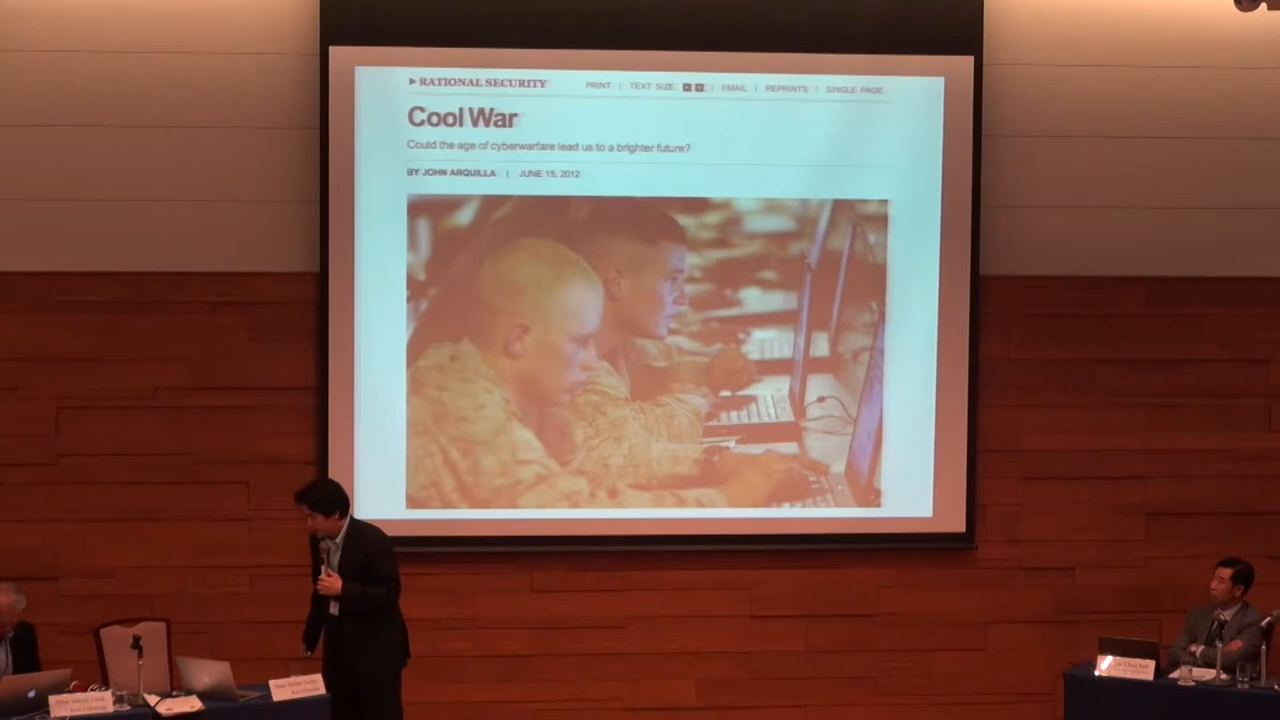 RATIONAL SECURITY
PRINT | TEXT SIZE | EMAIL | REPRINTS | SINGLE PAGE
Cool War
Could the age of cyberwarfare lead us to a brighter future?
BY JOHN ARQUILLA | JUNE 15, 2012